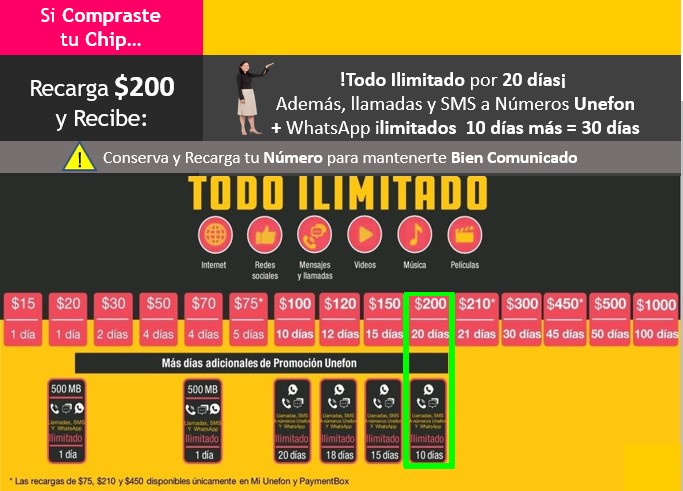 Si Compraste
tu Chip...
Recarga $200
y Recibe:
!Todo Ilimitado por 20 días¡
Además, llamadas y SMS a Números Unefon
+ WhatsApp ilimitados 10 días más = 30 días
! Conserva y Recarga tu Número para mantenerte Bien Comunicado
TODO ILIMITADO
Internet Redes sociales Mensajes y llamadas Videos Música Películas
$15 $20 $30 $50 $70 $75* $100 $120 $150 $200 $210* $300 $450* $500 $1000
1 día 1 día 2 días 4 días 4 días 5 días 10 días 12 días 15 días 20 días 21 días 30 días 45 días 50 días 100 días
Más días adicionales de Promoción Unefon
500 MB 500 MB
Llamadas, SMS Llamadas, SMS Llamadas, SMS Llamadas, SMS Llamadas, SMS Llamadas, SMS
a números Unefon a números Unefon a números Unefon a números Unefon
Y WhatsApp Y WhatsApp Y WhatsApp Y WhatsApp Y WhatsApp Y WhatsApp
Ilimitado Ilimitado Ilimitado Ilimitado Ilimitado Ilimitado
1 día 1 día 20 días 18 días 15 días 10 días
* Las recargas de $75, $210 y $450 disponibles únicamente en Mi Unefon y PaymentBox